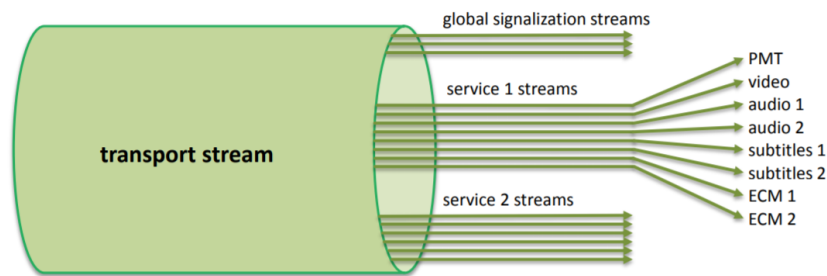 global signalization streams
service 1 streams
transport stream
service 2 streams
PMT
video
audio 1
audio 2
subtitles 1
subtitles 2
ECM 1
ECM 2